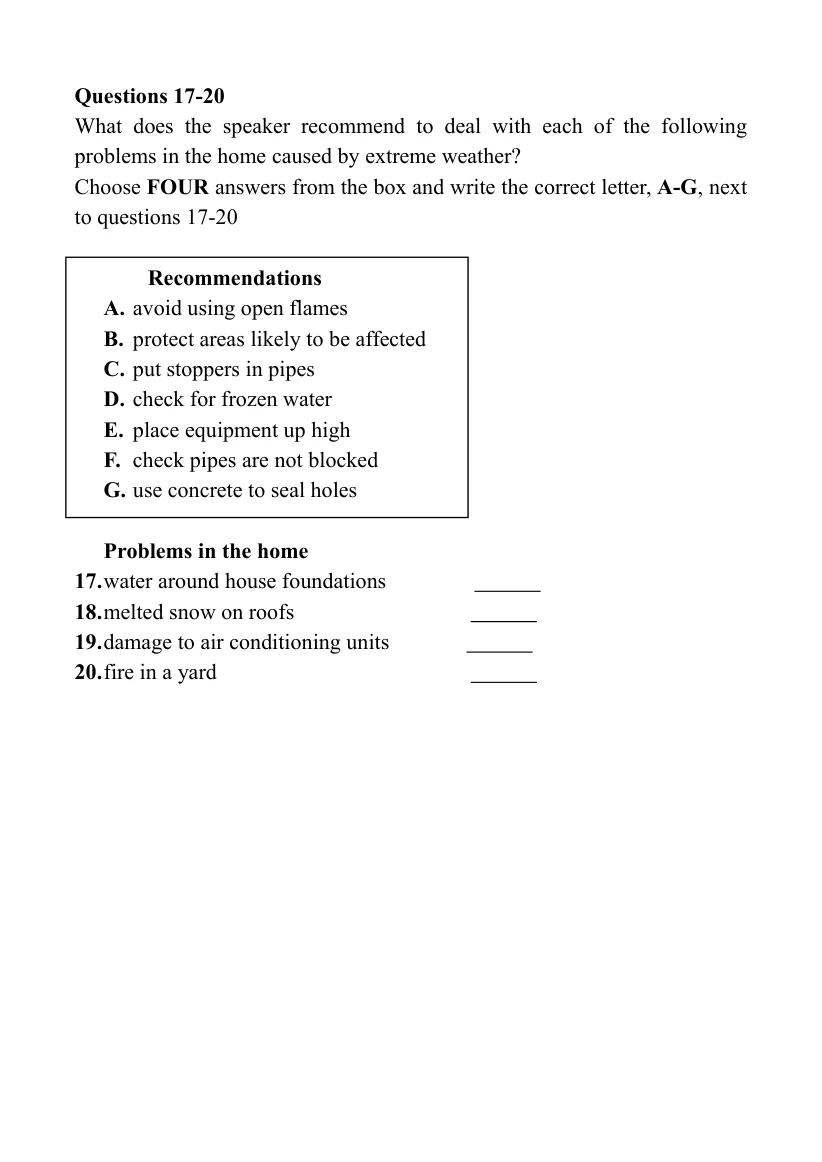 Questions 17-20
What does the speaker recommend to deal with each of the following
problems in the home caused by extreme weather?
Choose FOUR answers from the box and write the correct letter, A-G, next
to questions 17-20
Recommendations
A. avoid using open flames
B. protect areas likely to be affected
C. put stoppers in pipes
D. check for frozen water
E. place equipment up high
F. check pipes are not blocked
G. use concrete to seal holes
Problems in the home
17.water around house foundations ______
18.melted snow on roofs ______
19.damage to air conditioning units ______
20.fire in a yard ______